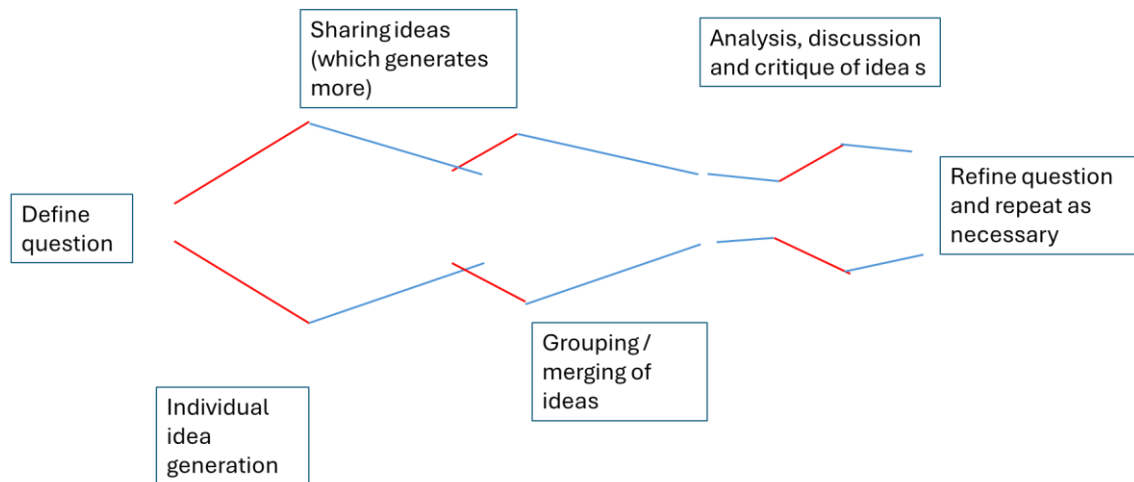 Define
question
Individual
idea
generation
Sharing ideas
(which generates
more)
Grouping /
merging of
ideas
Analysis, discussion
and critique of idea s
Refine question
and repeat as
necessary